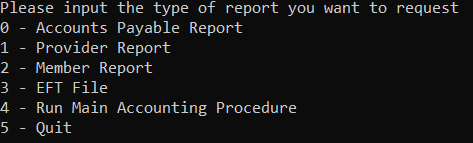 Please input the type of report you want to request
0 - Accounts Payable Report
1 - Provider Report
2 - Member Report
3 - EFT File
4 - Run Main Accounting Procedure
5 - Quit